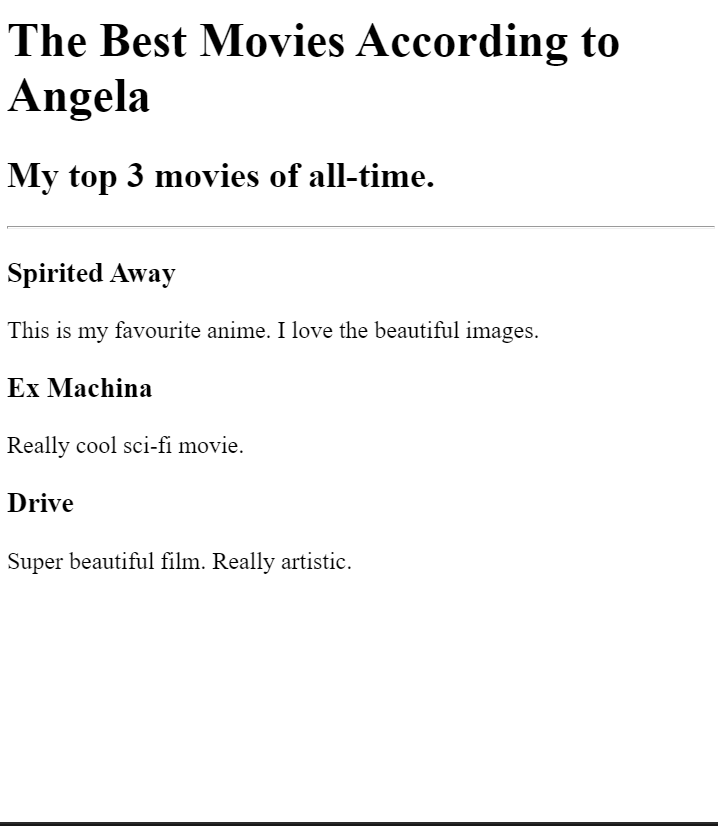 The Best Movies According to
Angela
My top 3 movies of all-time.
Spirited Away
This is my favourite anime. I love the beautiful images.
Ex Machina
Really cool sci-fi movie.
Drive
Super beautiful film. Really artistic.